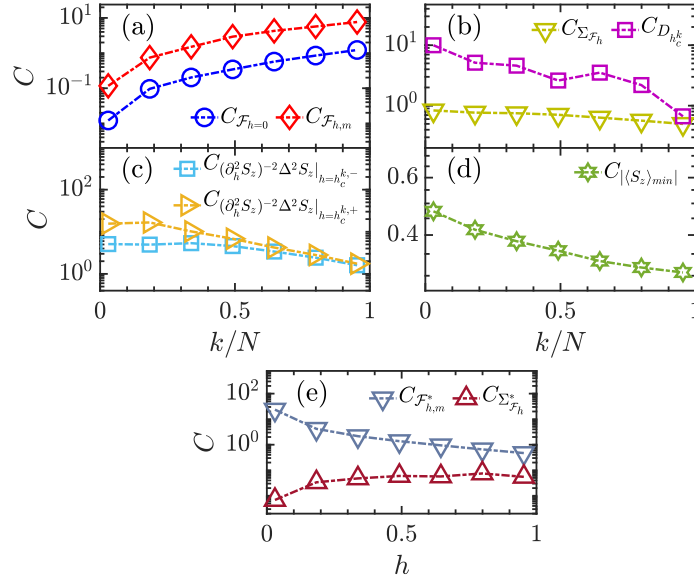 (a)
10^1
10^{-1}
C
C_{\mathcal{F}_{h=0}} C_{\mathcal{F}_{h,m}}
(b)
C_{\Sigma_{\mathcal{F}_h}} C_{D_{h_c^k}}
10^1
10^0
(c)
C_{(\partial_h^2 S_z)^{-2}\Delta^2 S_z|_{h=h_c^{k,-}}}
C_{(\partial_h^2 S_z)^{-2}\Delta^2 S_z|_{h=h_c^{k,+}}}
10^2
10^0
C
0 0.5 1
k/N
(d)
C_{|\langle S_z\rangle_{min}|}
0.6
0.4
0 0.5 1
k/N
(e)
C_{\mathcal{F}^*_{h,m}} C_{\Sigma^*_{\mathcal{F}_h}}
10^2
10^0
C
0 0.5 1
h